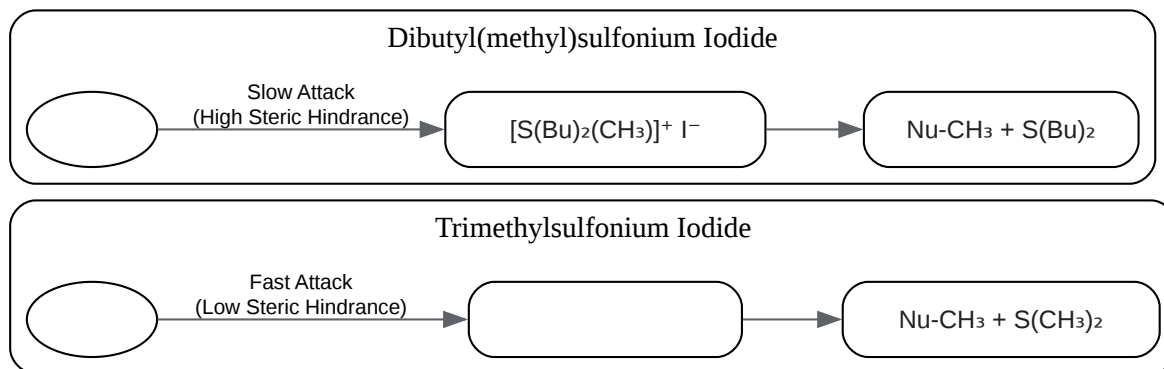 Dibutyl(methyl)sulfonium Iodide
Slow Attack
(High Steric Hindrance)
[S(Bu)₂(CH₃)]⁺ I⁻
Nu-CH₃ + S(Bu)₂
Trimethylsulfonium Iodide
Fast Attack
(Low Steric Hindrance)
Nu-CH₃ + S(CH₃)₂